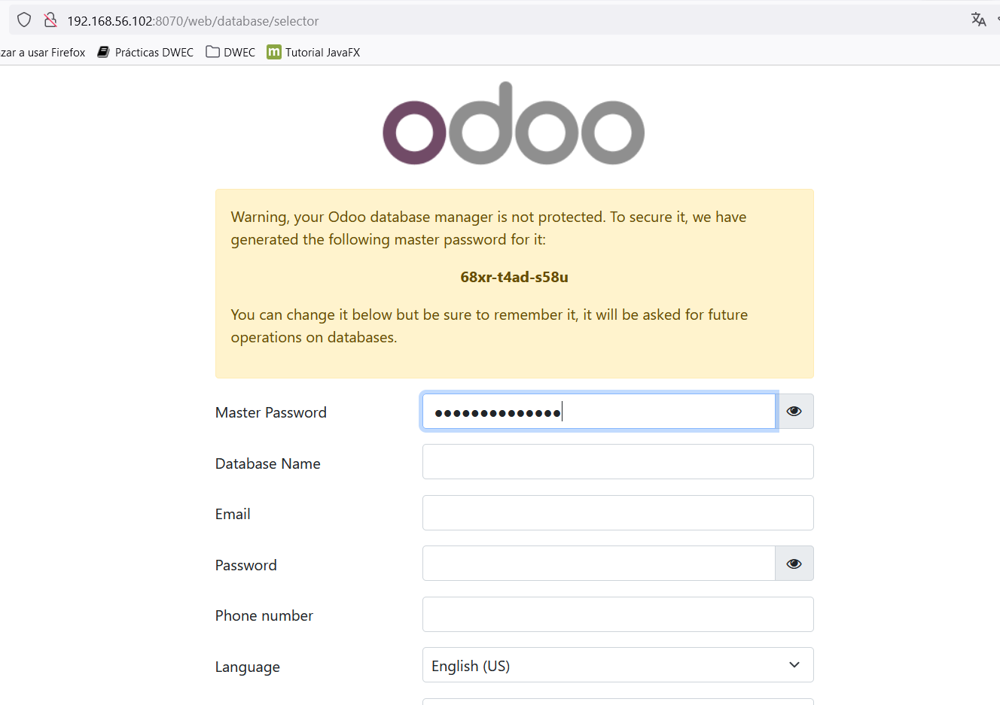 192.168.56.102:8070/web/database/selector
zar a usar Firefox Prácticas DWEC DWEC m Tutorial JavaFX
odoo
Warning, your Odoo database manager is not protected. To secure it, we have
generated the following master password for it:
68xr-t4ad-s58u
You can change it below but be sure to remember it, it will be asked for future
operations on databases.
Master Password ●●●●●●●●●●●●●●
Database Name
Email
Password
Phone number
Language English (US)